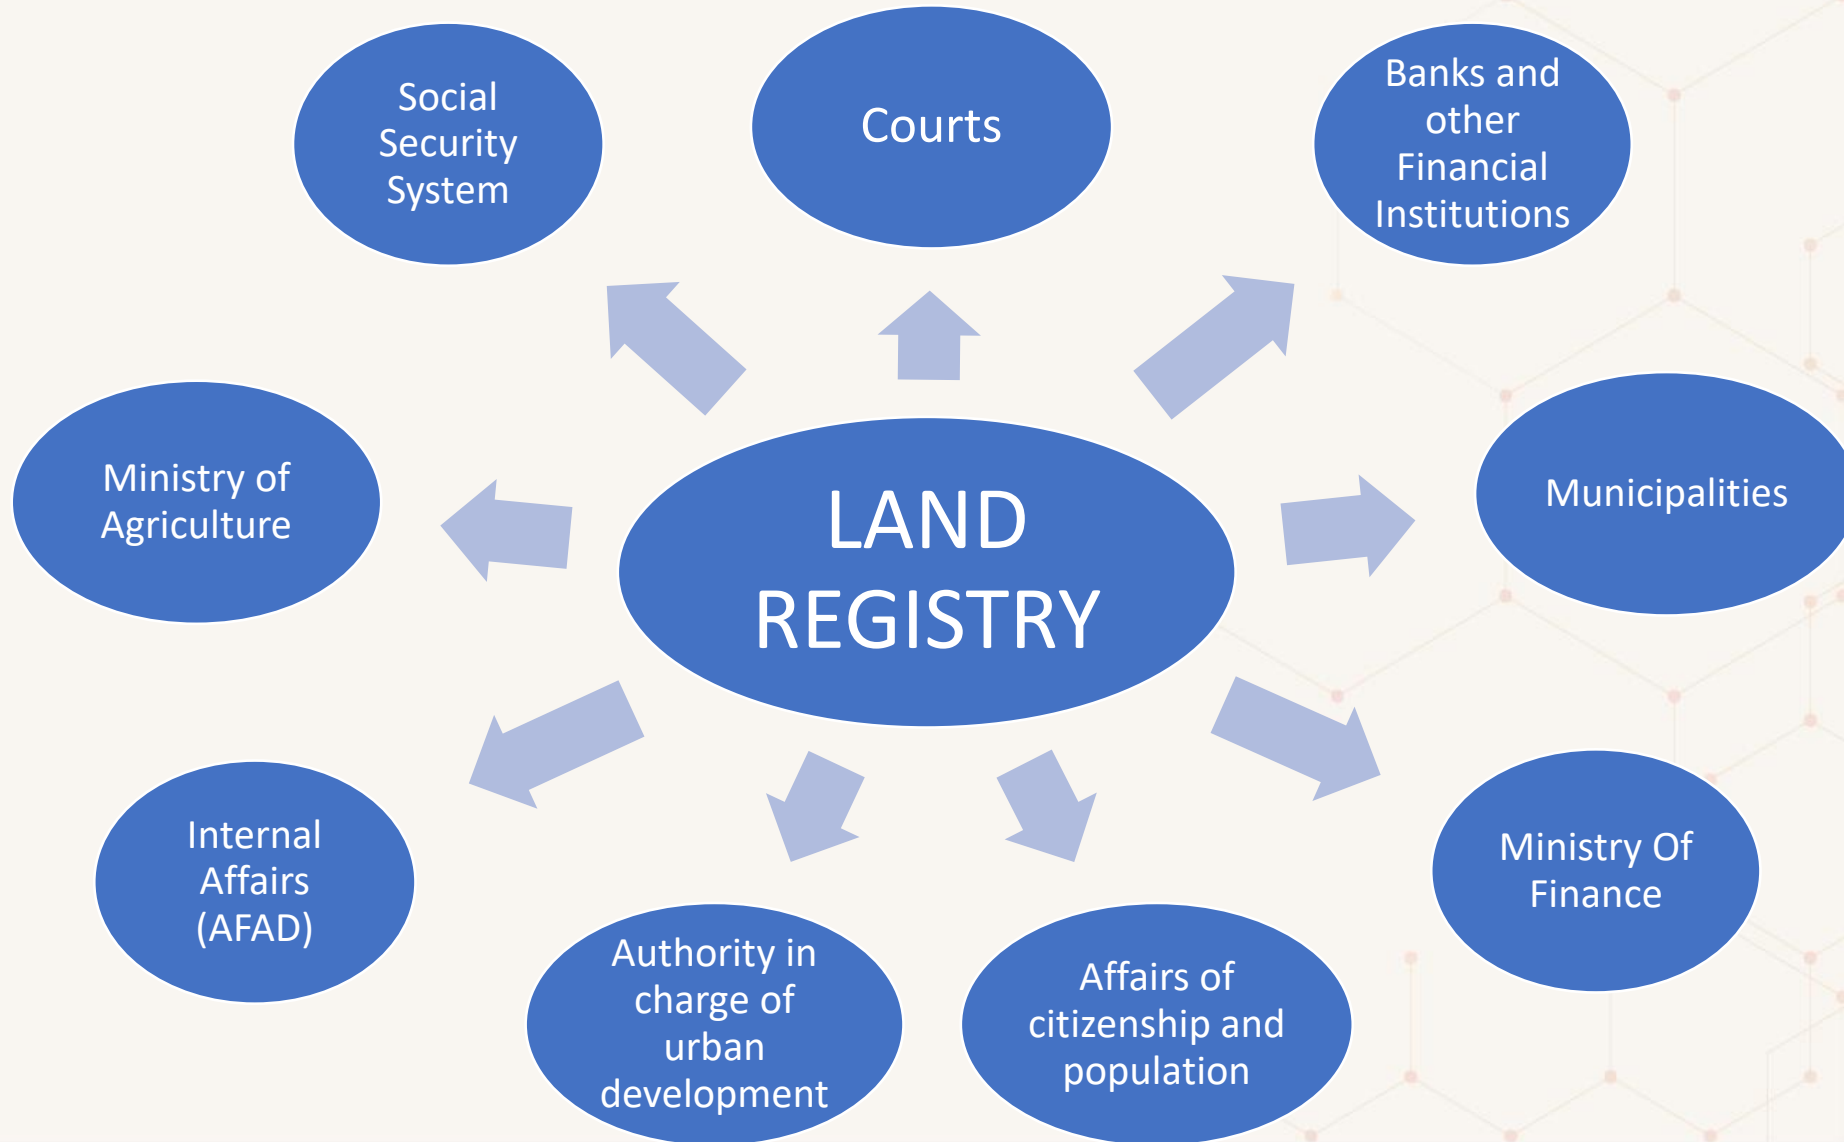 Social
Security
System
Courts
Banks and
other
Financial
Institutions
Ministry of
Agriculture
LAND
REGISTRY
Municipalities
Internal
Affairs
(AFAD)
Authority in
charge of
urban
development
Affairs of
citizenship and
population
Ministry Of
Finance